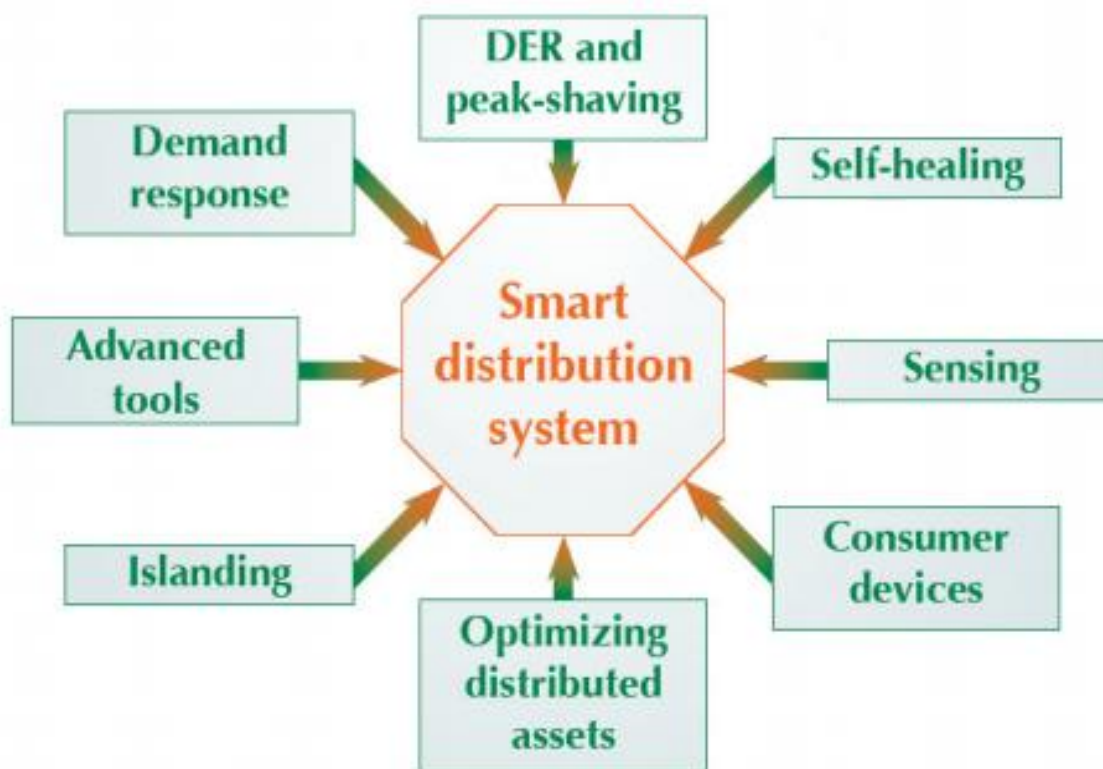 DER and
peak-shaving
Demand
response
Self-healing
Smart
distribution
system
Advanced
tools
Sensing
Islanding
Consumer
devices
Optimizing
distributed
assets